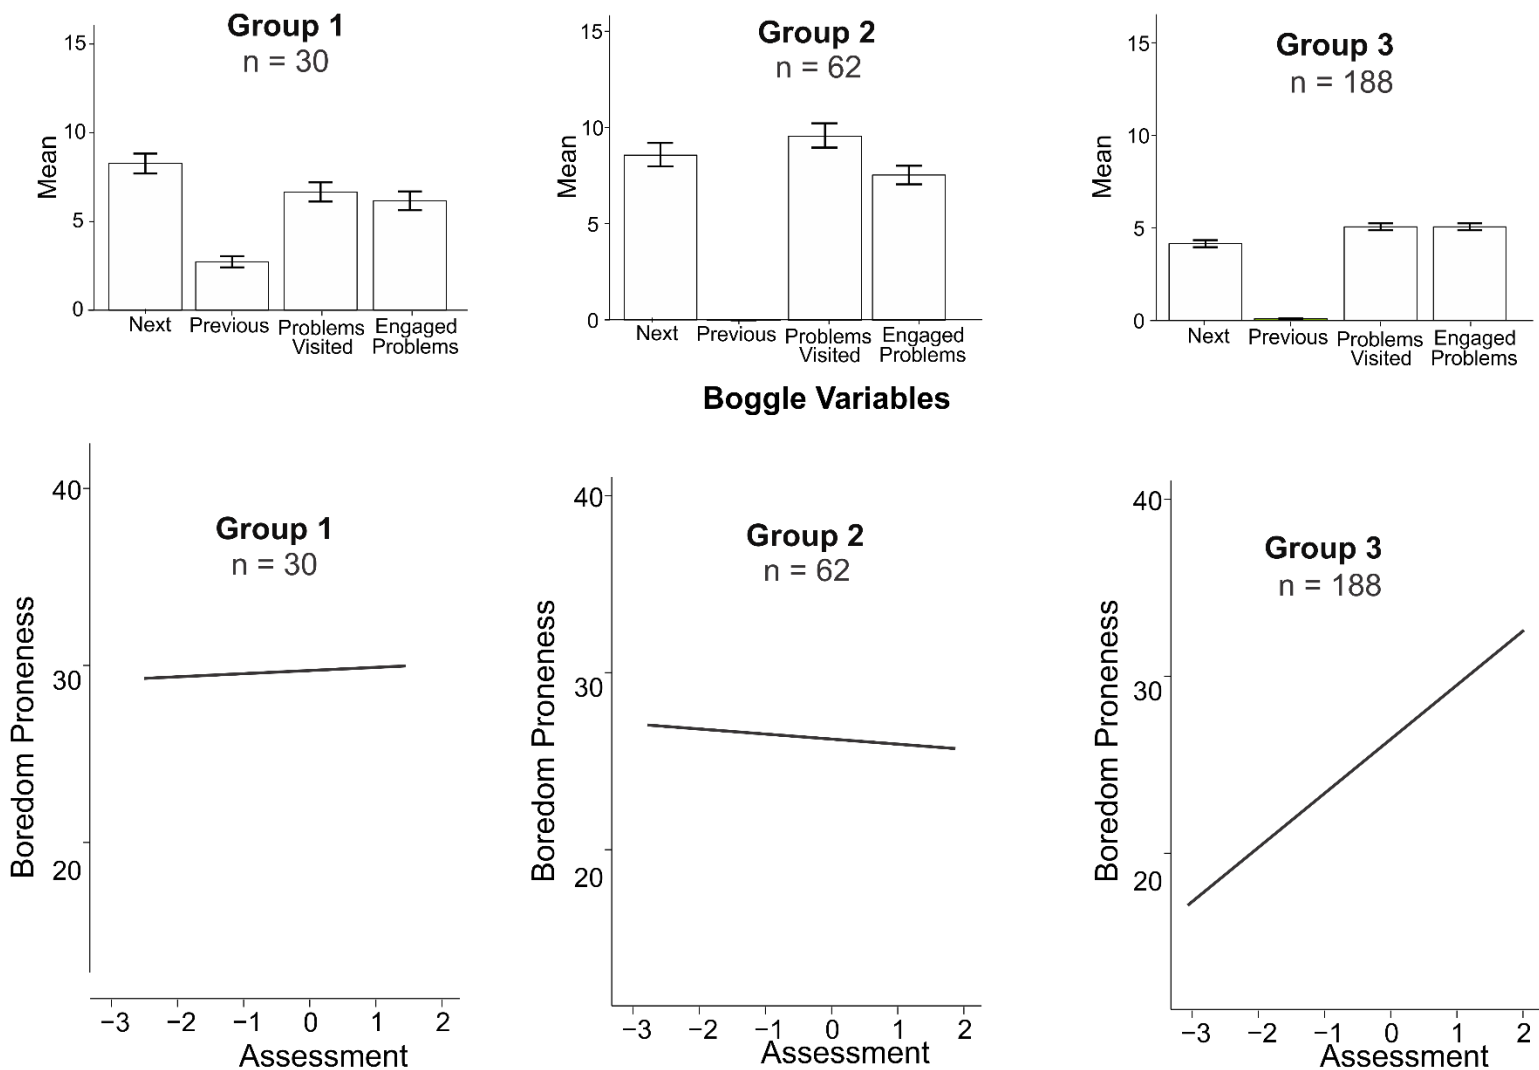 Group 1
n = 30
Mean
15
10
5
0
Next Previous Problems Visited Engaged Problems
Group 2
n = 62
Mean
15
10
5
0
Next Previous Problems Visited Engaged Problems
Group 3
n = 188
Mean
15
10
5
0
Next Previous Problems Visited Engaged Problems
Boggle Variables
Group 1
n = 30
Boredom Proneness
40
30
20
−3 −2 −1 0 1 2
Assessment
Group 2
n = 62
Boredom Proneness
40
30
20
−3 −2 −1 0 1 2
Assessment
Group 3
n = 188
Boredom Proneness
40
30
20
−3 −2 −1 0 1 2
Assessment